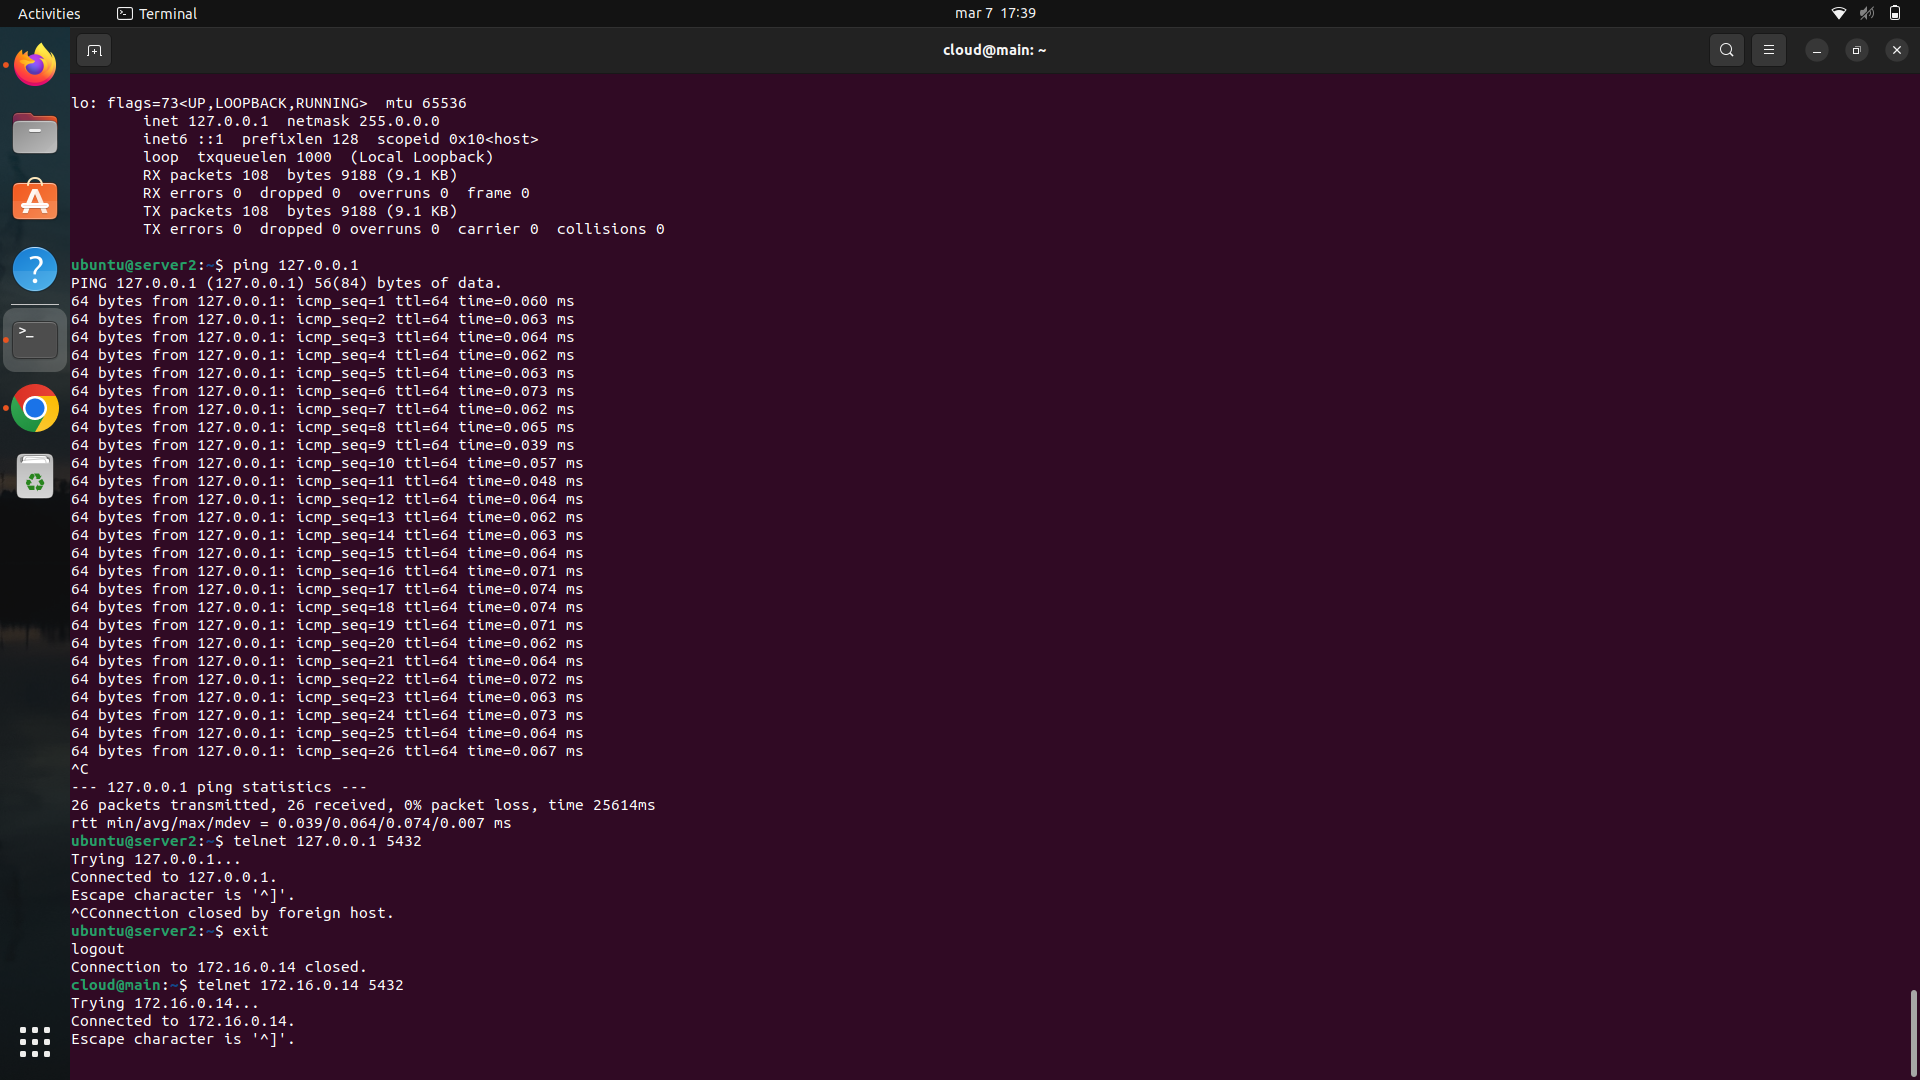 Activities
Terminal
mar 7 17:39
cloud@main: ~
lo: flags=73<UP,LOOPBACK,RUNNING>  mtu 65536
        inet 127.0.0.1  netmask 255.0.0.0
        inet6 ::1  prefixlen 128  scopeid 0x10<host>
        loop  txqueuelen 1000  (Local Loopback)
        RX packets 108  bytes 9188 (9.1 KB)
        RX errors 0  dropped 0  overruns 0  frame 0
        TX packets 108  bytes 9188 (9.1 KB)
        TX errors 0  dropped 0 overruns 0  carrier 0  collisions 0
ubuntu@server2:~$ ping 127.0.0.1
PING 127.0.0.1 (127.0.0.1) 56(84) bytes of data.
64 bytes from 127.0.0.1: icmp_seq=1 ttl=64 time=0.060 ms
64 bytes from 127.0.0.1: icmp_seq=2 ttl=64 time=0.063 ms
64 bytes from 127.0.0.1: icmp_seq=3 ttl=64 time=0.064 ms
64 bytes from 127.0.0.1: icmp_seq=4 ttl=64 time=0.062 ms
64 bytes from 127.0.0.1: icmp_seq=5 ttl=64 time=0.063 ms
64 bytes from 127.0.0.1: icmp_seq=6 ttl=64 time=0.073 ms
64 bytes from 127.0.0.1: icmp_seq=7 ttl=64 time=0.062 ms
64 bytes from 127.0.0.1: icmp_seq=8 ttl=64 time=0.065 ms
64 bytes from 127.0.0.1: icmp_seq=9 ttl=64 time=0.039 ms
64 bytes from 127.0.0.1: icmp_seq=10 ttl=64 time=0.057 ms
64 bytes from 127.0.0.1: icmp_seq=11 ttl=64 time=0.048 ms
64 bytes from 127.0.0.1: icmp_seq=12 ttl=64 time=0.064 ms
64 bytes from 127.0.0.1: icmp_seq=13 ttl=64 time=0.062 ms
64 bytes from 127.0.0.1: icmp_seq=14 ttl=64 time=0.063 ms
64 bytes from 127.0.0.1: icmp_seq=15 ttl=64 time=0.064 ms
64 bytes from 127.0.0.1: icmp_seq=16 ttl=64 time=0.071 ms
64 bytes from 127.0.0.1: icmp_seq=17 ttl=64 time=0.074 ms
64 bytes from 127.0.0.1: icmp_seq=18 ttl=64 time=0.074 ms
64 bytes from 127.0.0.1: icmp_seq=19 ttl=64 time=0.071 ms
64 bytes from 127.0.0.1: icmp_seq=20 ttl=64 time=0.062 ms
64 bytes from 127.0.0.1: icmp_seq=21 ttl=64 time=0.064 ms
64 bytes from 127.0.0.1: icmp_seq=22 ttl=64 time=0.072 ms
64 bytes from 127.0.0.1: icmp_seq=23 ttl=64 time=0.063 ms
64 bytes from 127.0.0.1: icmp_seq=24 ttl=64 time=0.073 ms
64 bytes from 127.0.0.1: icmp_seq=25 ttl=64 time=0.064 ms
64 bytes from 127.0.0.1: icmp_seq=26 ttl=64 time=0.067 ms
^C
--- 127.0.0.1 ping statistics ---
26 packets transmitted, 26 received, 0% packet loss, time 25614ms
rtt min/avg/max/mdev = 0.039/0.064/0.074/0.007 ms
ubuntu@server2:~$ telnet 127.0.0.1 5432
Trying 127.0.0.1...
Connected to 127.0.0.1.
Escape character is '^]'.
^CConnection closed by foreign host.
ubuntu@server2:~$ exit
logout
Connection to 172.16.0.14 closed.
cloud@main:~$ telnet 172.16.0.14 5432
Trying 172.16.0.14...
Connected to 172.16.0.14.
Escape character is '^]'.